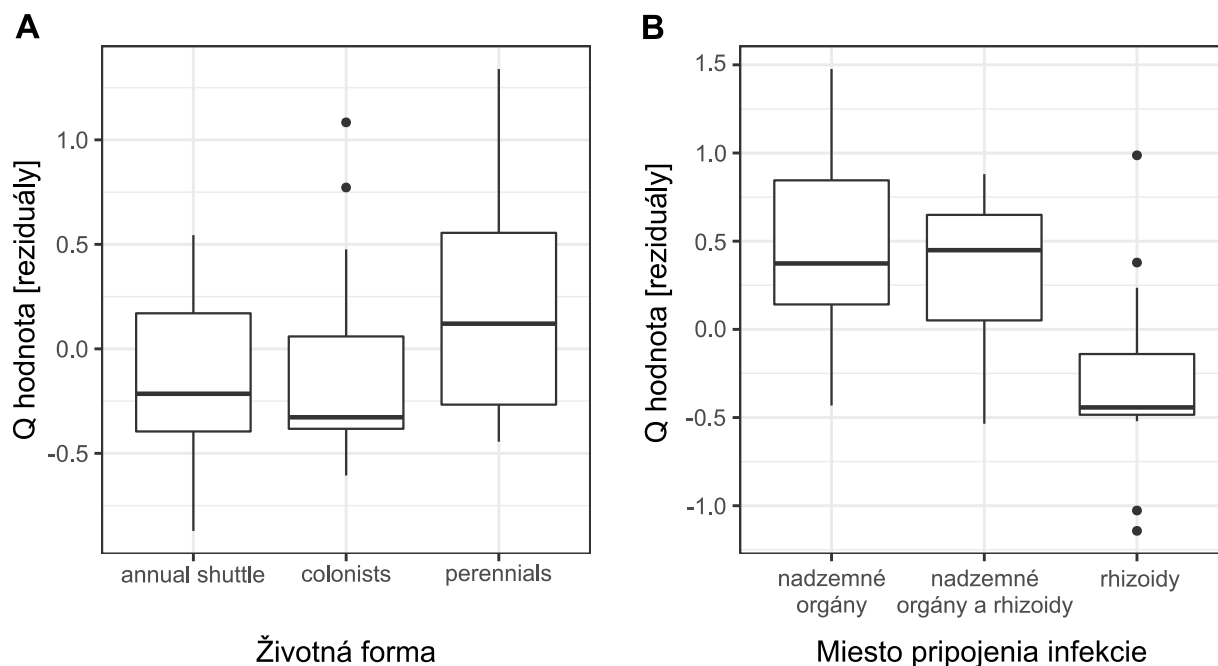 A
Q hodnota [reziduály]
1.0
0.5
0.0
-0.5
annual shuttle
colonists
perennials
Životná forma
B
Q hodnota [reziduály]
1.5
1.0
0.5
0.0
-0.5
-1.0
nadzemné
orgány
nadzemné
orgány a rhizoidy
rhizoidy
Miesto pripojenia infekcie